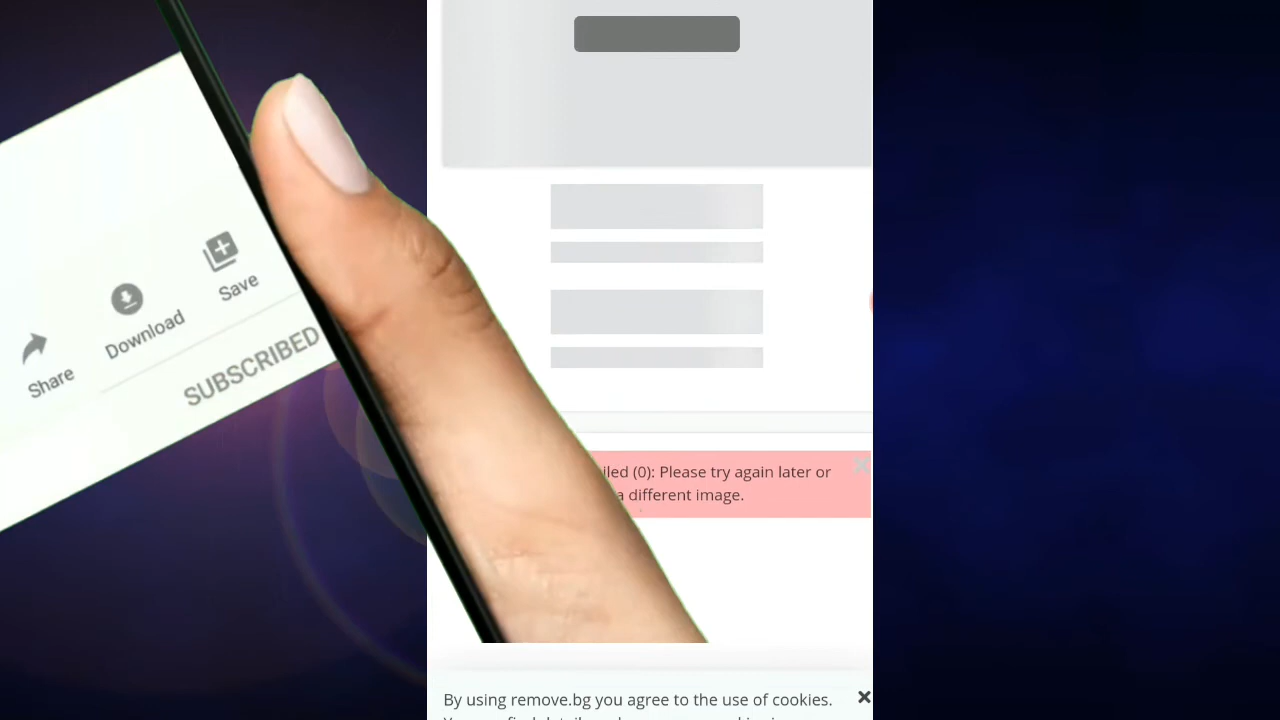 Share
Download
Save
SUBSCRIBED
(0): Please try again later or
a different image.
By using remove.bg you agree to the use of cookies.